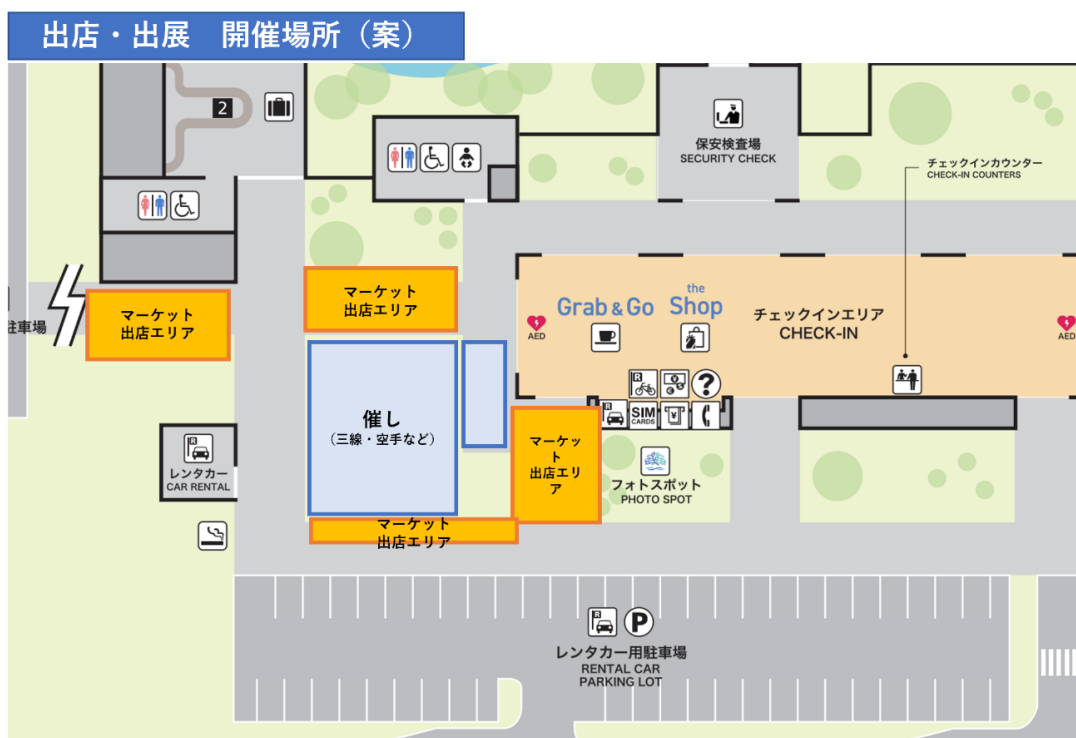 出店・出展　開催場所（案）
2
保安検査場
SECURITY CHECK
チェックインカウンター
CHECK-IN COUNTERS
マーケット
出店エリア
マーケット
出店エリア
駐車場
Grab & Go
the
Shop
AED
チェックインエリア
CHECK-IN
AED
催し
（三線・空手など）
R
¥
?
R
SIM
CARDS
¥
マーケッ
ト
出店エリ
ア
R
レンタカー
CAR RENTAL
フォトスポット
PHOTO SPOT
マーケット
出店エリア
R
P
レンタカー用駐車場
RENTAL CAR
PARKING LOT